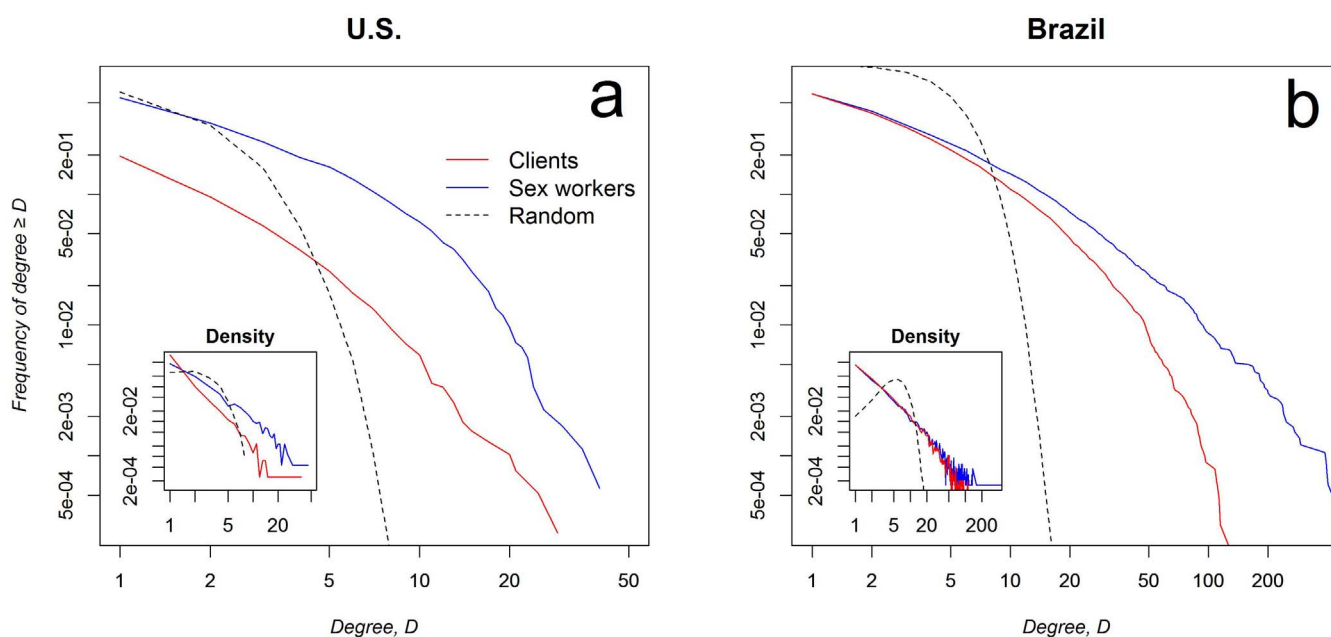 U.S.
a
Clients
Sex workers
Random
Frequency of degree ≥ D
2e-01
5e-02
1e-02
2e-03
5e-04
Density
2e-02
2e-04
1 5 20
1 2 5 10 20 50
Degree, D
Brazil
b
2e-01
5e-02
1e-02
2e-03
5e-04
Density
2e-02
2e-04
1 5 20 200
1 2 5 10 20 50 100 200
Degree, D